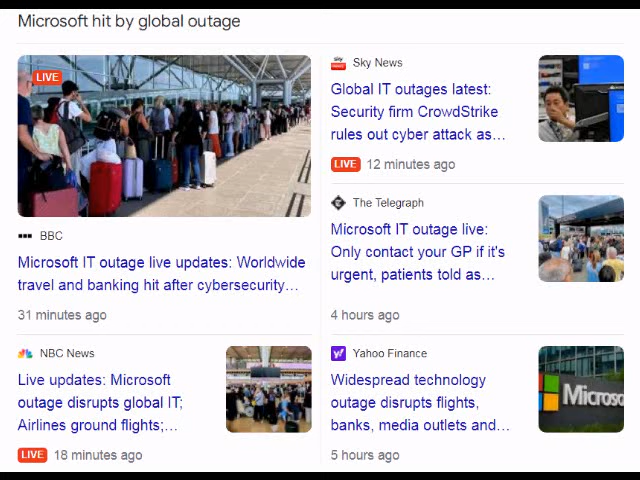 Microsoft hit by global outage
LIVE
BBC
Microsoft IT outage live updates: Worldwide
travel and banking hit after cybersecurity…
31 minutes ago
sky news
Sky News
Global IT outages latest:
Security firm CrowdStrike
rules out cyber attack as…
LIVE 12 minutes ago
The Telegraph
Microsoft IT outage live:
Only contact your GP if it's
urgent, patients told as…
4 hours ago
NBC News
Live updates: Microsoft
outage disrupts global IT;
Airlines ground flights;…
LIVE 18 minutes ago
Yahoo Finance
Widespread technology
outage disrupts flights,
banks, media outlets and…
5 hours ago
Microso